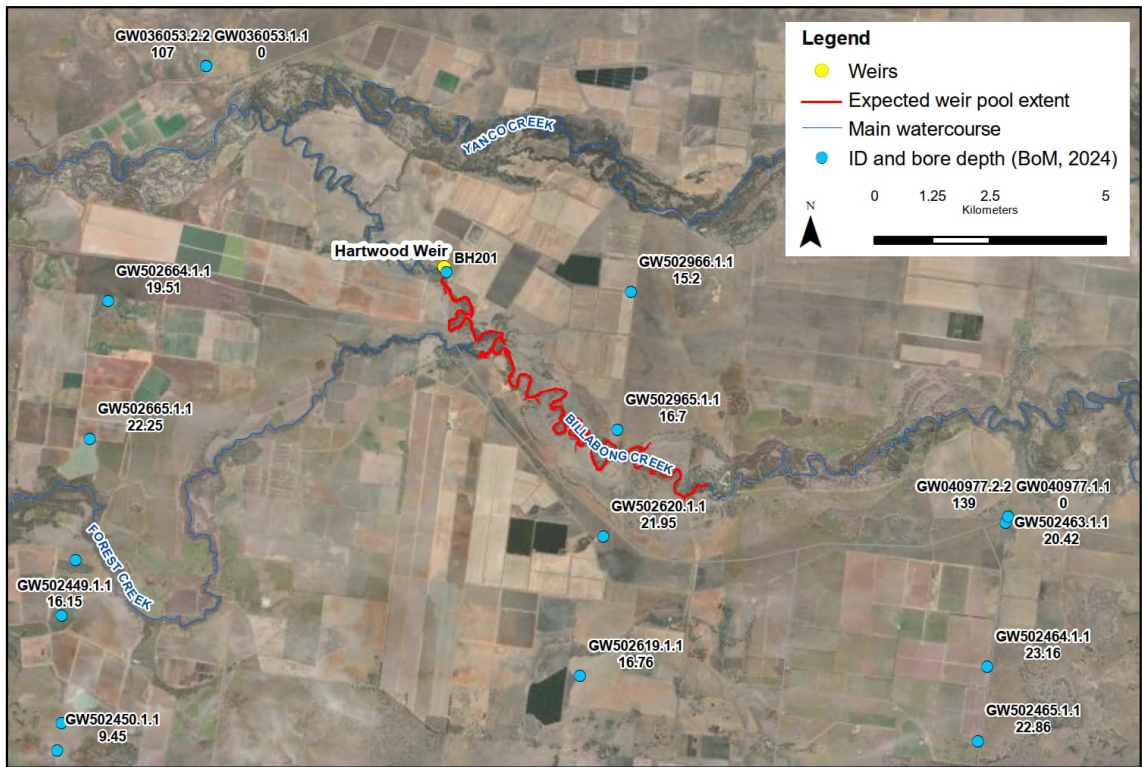 GW036053.2.2 GW036053.1.1
107 0
Legend
Weirs
Expected weir pool extent
Main watercourse
ID and bore depth (BoM, 2024)
0 1.25 2.5 5
Kilometers
N
YANCO CREEK
Hartwood Weir
BH201
GW502966.1.1
15.2
GW502664.1.1
19.51
GW502665.1.1
22.25
GW502965.1.1
16.7
BILLABONG CREEK
GW040977.2.2 GW040977.1.1
139 0
GW502463.1.1
20.42
GW502620.1.1
21.95
FOREST CREEK
GW502449.1.1
16.15
GW502619.1.1
16.76
GW502464.1.1
23.16
GW502465.1.1
22.86
GW502450.1.1
9.45